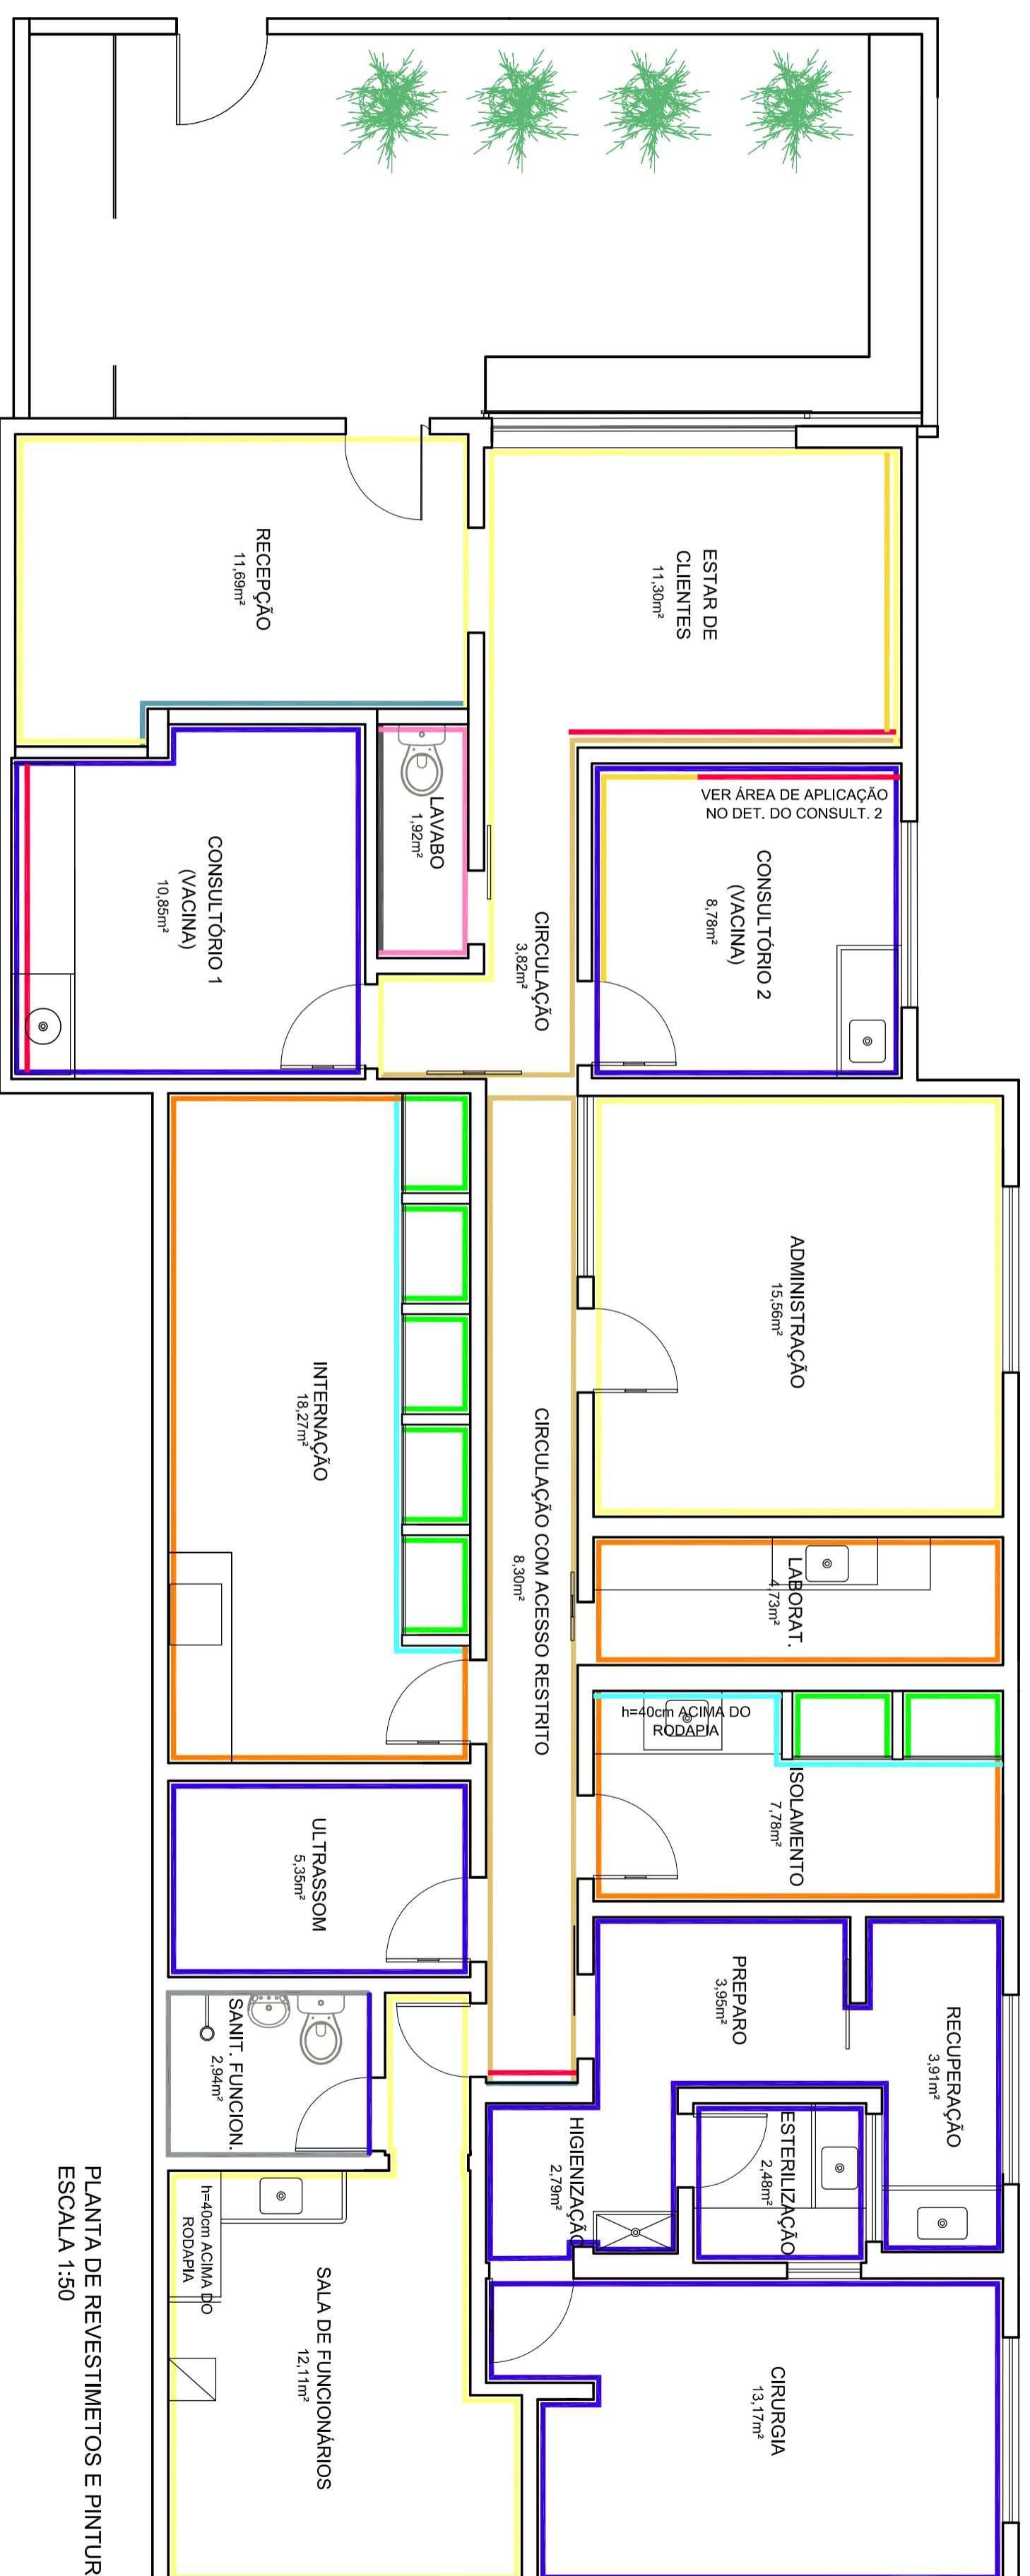 RECEPÇÃO
11,69m²
ESTAR DE
CLIENTES
11,30m²
LAVABO
1,92m²
CONSULTÓRIO 1
(VACINA)
10,85m²
CIRCULAÇÃO
3,82m²
VER ÁREA DE APLICAÇÃO
NO DET. DO CONSULT. 2
CONSULTÓRIO 2
(VACINA)
8,78m²
ADMINISTRAÇÃO
15,56m²
INTERNAÇÃO
18,27m²
CIRCULAÇÃO COM ACESSO RESTRITO
8,30m²
LABORAT.
4,73m²
h=40cm ACIMA DO
RODAPIA
ISOLAMENTO
7,78m²
ULTRASSOM
5,35m²
PREPARO
3,95m²
RECUPERAÇÃO
3,91m²
SANIT. FUNCION.
2,94m²
HIGIENIZAÇÃO
2,79m²
ESTERILIZAÇÃO
2,48m²
h=40cm ACIMA DO
RODAPIA
SALA DE FUNCIONÁRIOS
12,11m²
CIRURGIA
13,17m²
PLANTA DE REVESTIMETOS E PINTUR
ESCALA 1:50